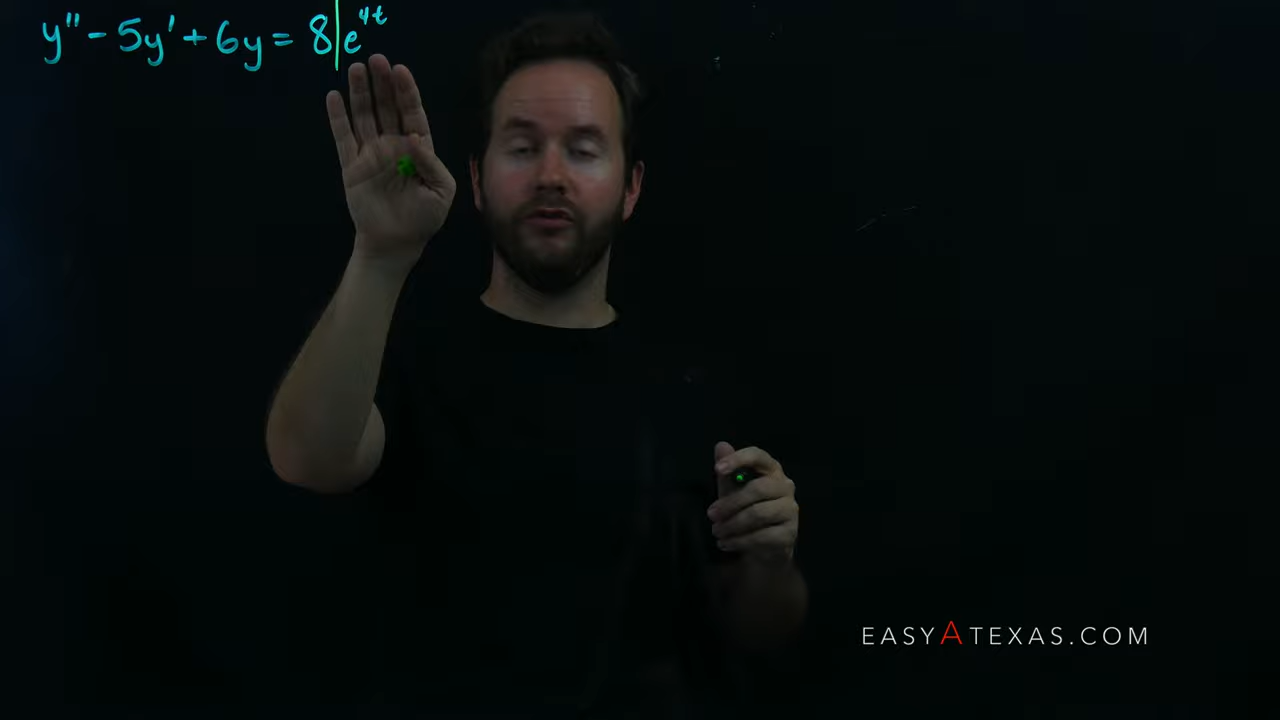 y'' - 5y' + 6y = 8|e^{4t}
EASYATEXAS.COM